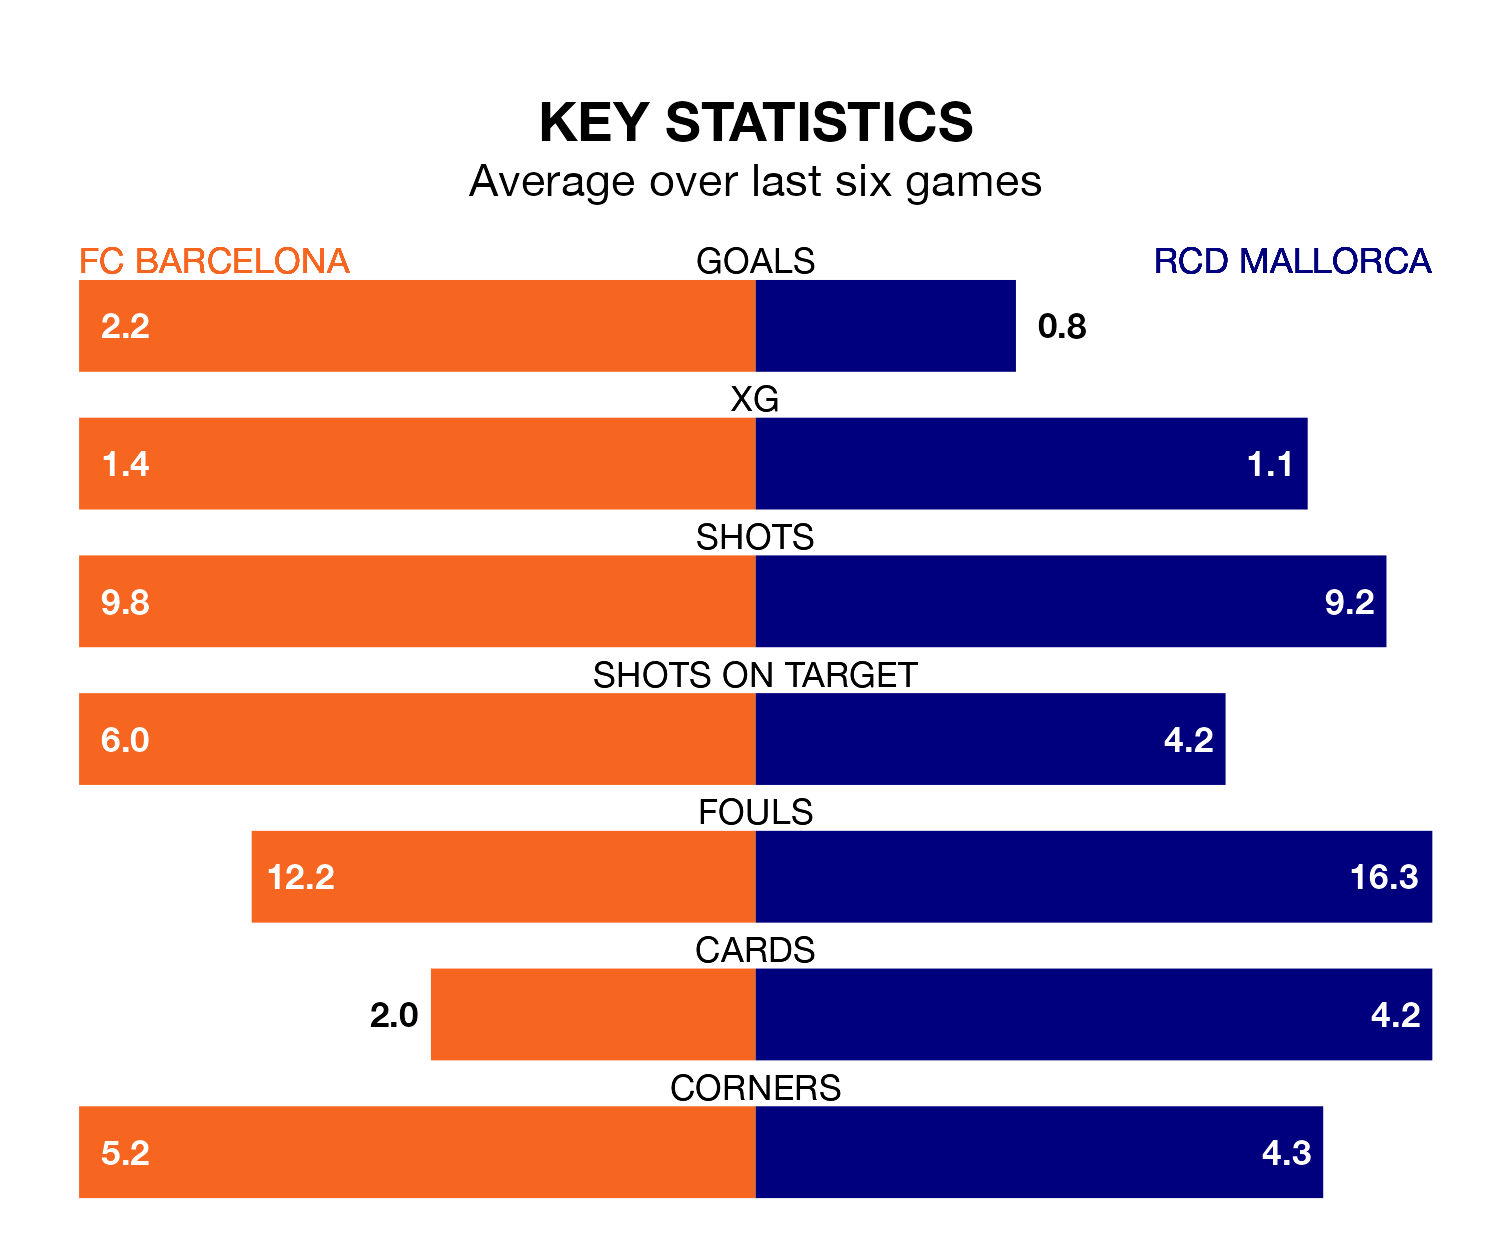 KEY STATISTICS
Average over last six games
FC BARCELONA GOALS RCD MALLORCA
2.2 0.8
XG
1.4 1.1
SHOTS
9.8 9.2
SHOTS ON TARGET
6.0 4.2
FOULS
12.2 16.3
CARDS
2.0 4.2
CORNERS
5.2 4.3